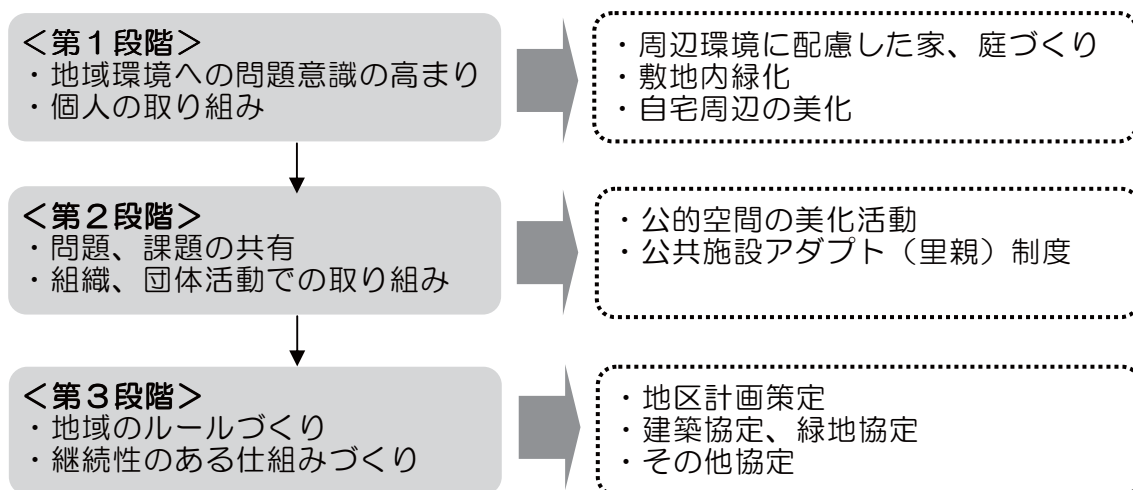 ＜第１段階＞
・地域環境への問題意識の高まり
・個人の取り組み
・周辺環境に配慮した家、庭づくり
・敷地内緑化
・自宅周辺の美化
＜第２段階＞
・問題、課題の共有
・組織、団体活動での取り組み
・公的空間の美化活動
・公共施設アダプト（里親）制度
＜第３段階＞
・地域のルールづくり
・継続性のある仕組みづくり
・地区計画策定
・建築協定、緑地協定
・その他協定